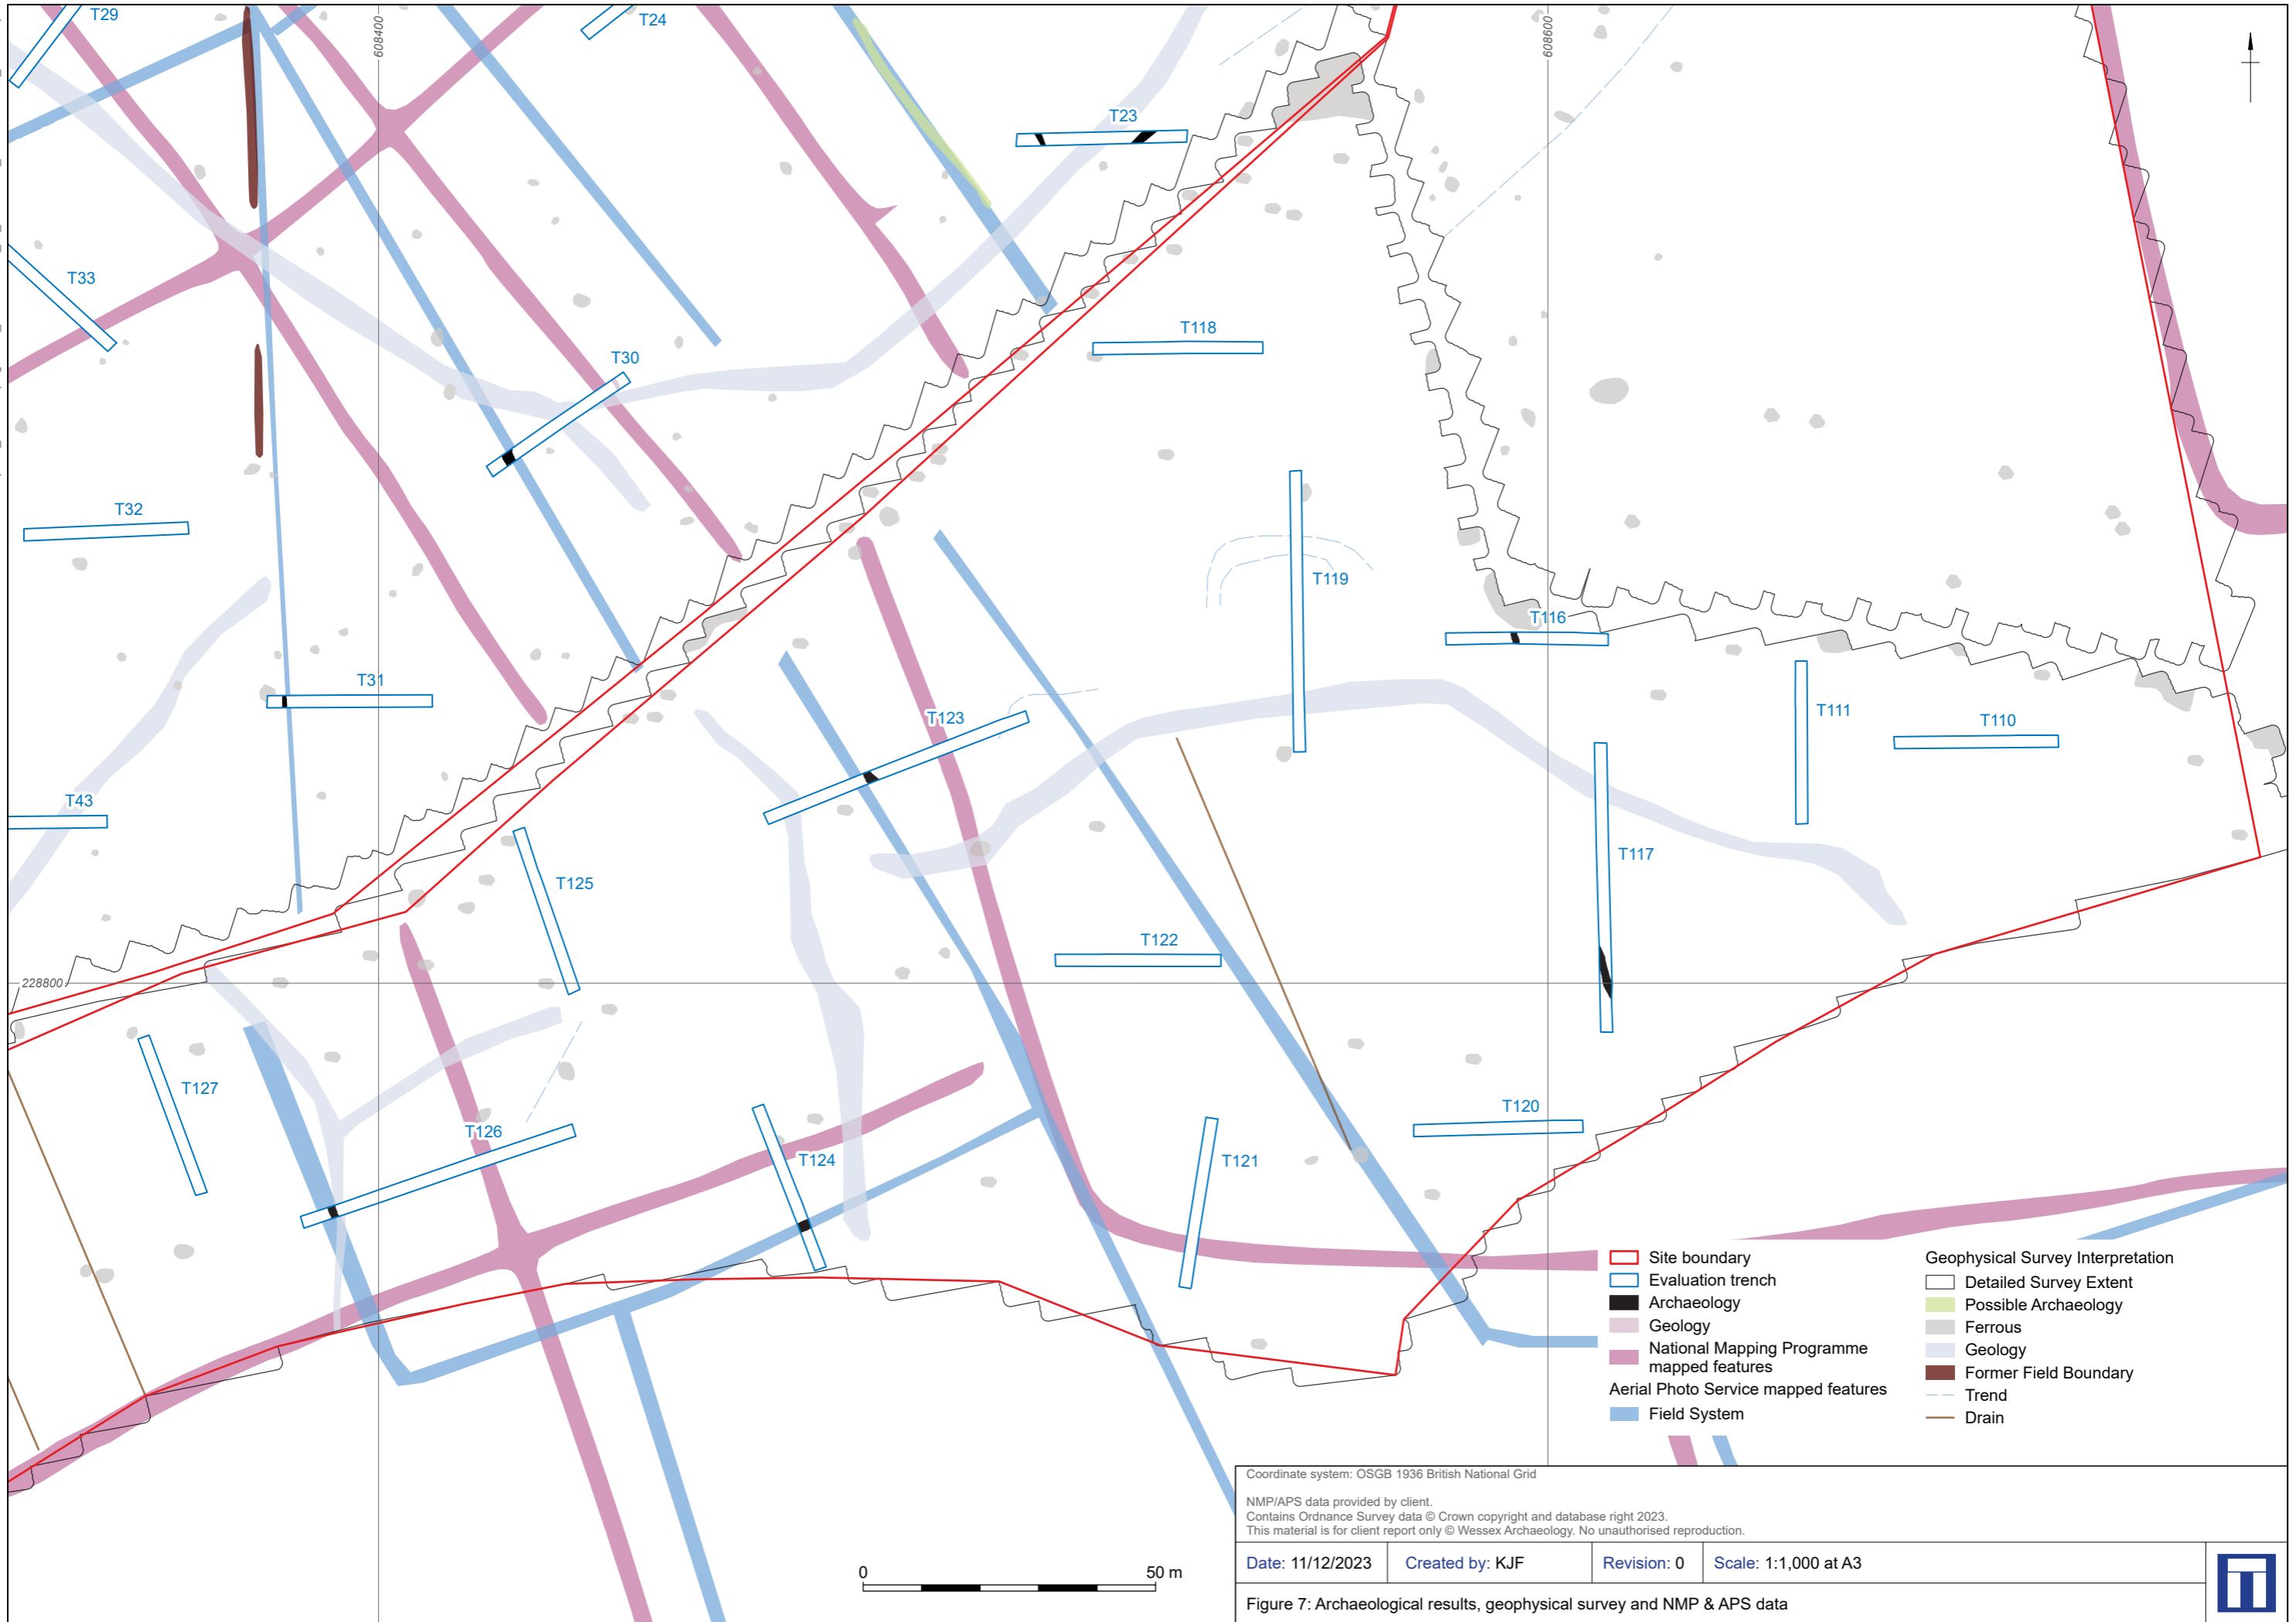 T29
608400
T24
608600
T23
T33
T118
T30
T32
T119
T116
T31
T123
T111
T110
T43
T117
T125
T122
228800
T127
T126
T120
T124
T121
Site boundary
Evaluation trench
Archaeology
Geology
National Mapping Programme
mapped features
Aerial Photo Service mapped features
Field System
Geophysical Survey Interpretation
Detailed Survey Extent
Possible Archaeology
Ferrous
Geology
Former Field Boundary
Trend
Drain
Coordinate system: OSGB 1936 British National Grid
NMP/APS data provided by client.
Contains Ordnance Survey data © Crown copyright and database right 2023.
This material is for client report only © Wessex Archaeology. No unauthorised reproduction.
0 50 m
Date: 11/12/2023 Created by: KJF Revision: 0 Scale: 1:1,000 at A3
Figure 7: Archaeological results, geophysical survey and NMP & APS data